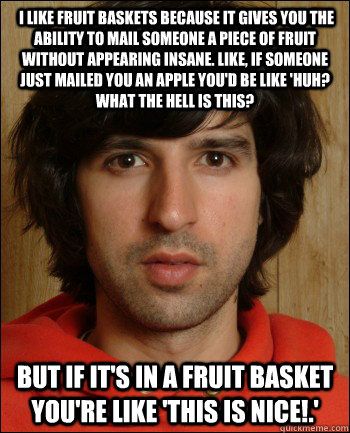 I LIKE FRUIT BASKETS BECAUSE IT GIVES YOU THE
ABILITY TO MAIL SOMEONE A PIECE OF FRUIT
WITHOUT APPEARING INSANE. LIKE, IF SOMEONE
JUST MAILED YOU AN APPLE YOU'D BE LIKE 'HUH?
WHAT THE HELL IS THIS?
BUT IF IT'S IN A FRUIT BASKET
YOU'RE LIKE 'THIS IS NICE!.'
quickmeme.com